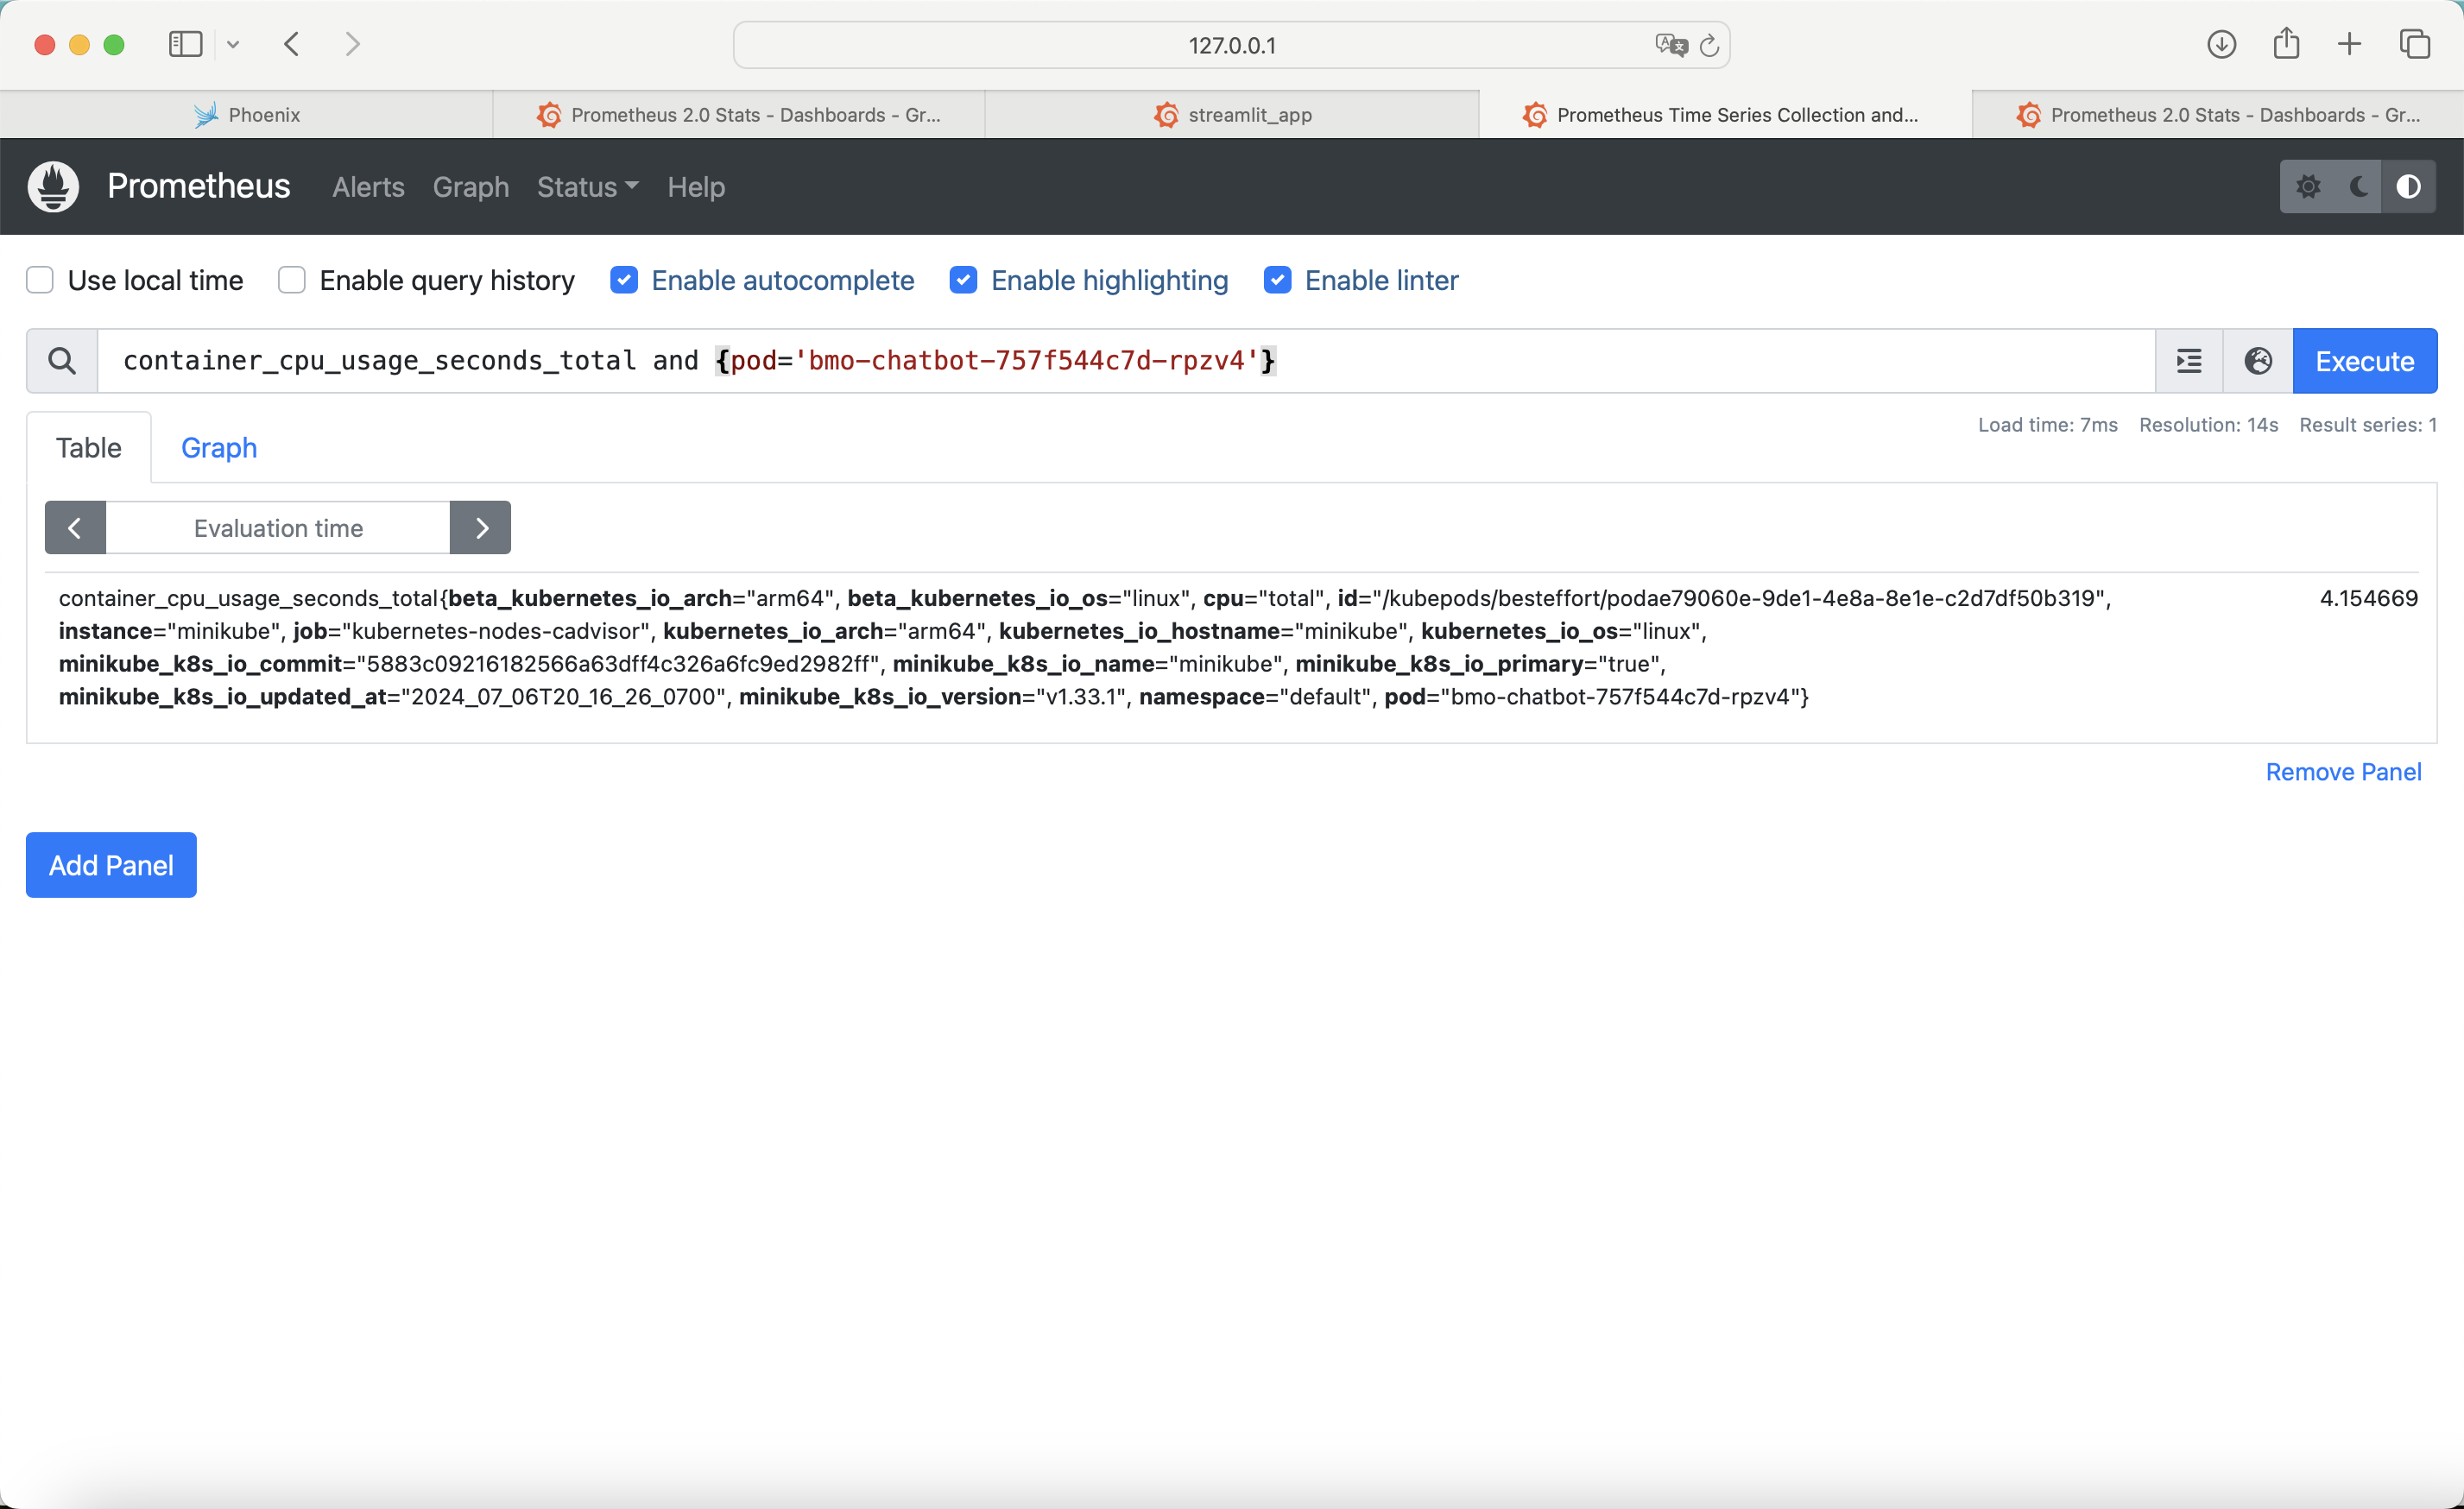 127.0.0.1
Phoenix
Prometheus 2.0 Stats - Dashboards - Gr...
streamlit_app
Prometheus Time Series Collection and...
Prometheus 2.0 Stats - Dashboards - Gr...
Prometheus Alerts Graph Status Help
Use local time Enable query history Enable autocomplete Enable highlighting Enable linter
container_cpu_usage_seconds_total and {pod='bmo-chatbot-757f544c7d-rpzv4'}
Execute
Table Graph
Load time: 7ms Resolution: 14s Result series: 1
Evaluation time
container_cpu_usage_seconds_total{beta_kubernetes_io_arch="arm64", beta_kubernetes_io_os="linux", cpu="total", id="/kubepods/besteffort/podae79060e-9de1-4e8a-8e1e-c2d7df50b319", 4.154669
instance="minikube", job="kubernetes-nodes-cadvisor", kubernetes_io_arch="arm64", kubernetes_io_hostname="minikube", kubernetes_io_os="linux",
minikube_k8s_io_commit="5883c09216182566a63dff4c326a6fc9ed2982ff", minikube_k8s_io_name="minikube", minikube_k8s_io_primary="true",
minikube_k8s_io_updated_at="2024_07_06T20_16_26_0700", minikube_k8s_io_version="v1.33.1", namespace="default", pod="bmo-chatbot-757f544c7d-rpzv4"}
Remove Panel
Add Panel